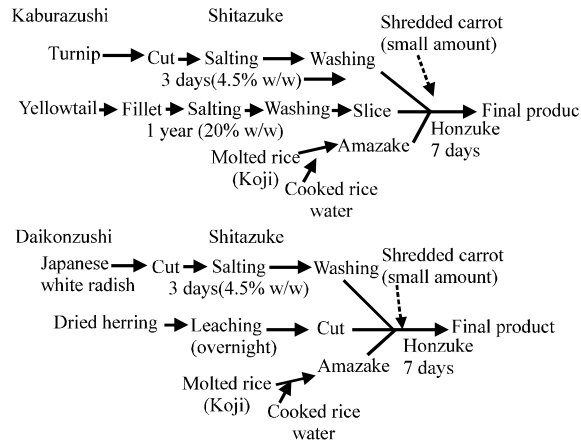 Kaburazushi Shitazuke
Shredded carrot
(small amount)
Turnip Cut Salting Washing
3 days(4.5% w/w)
Yellowtail Fillet Salting Washing Slice Final produc
1 year (20% w/w) Honzuke
7 days
Molted rice Amazake
(Koji)
Cooked rice
water
Daikonzushi Shitazuke
Shredded carrot
(small amount)
Japanese
white radish Cut Salting Washing
3 days(4.5% w/w)
Dried herring Leaching Cut Final product
(overnight) Honzuke
7 days
Molted rice Amazake
(Koji)
Cooked rice
water